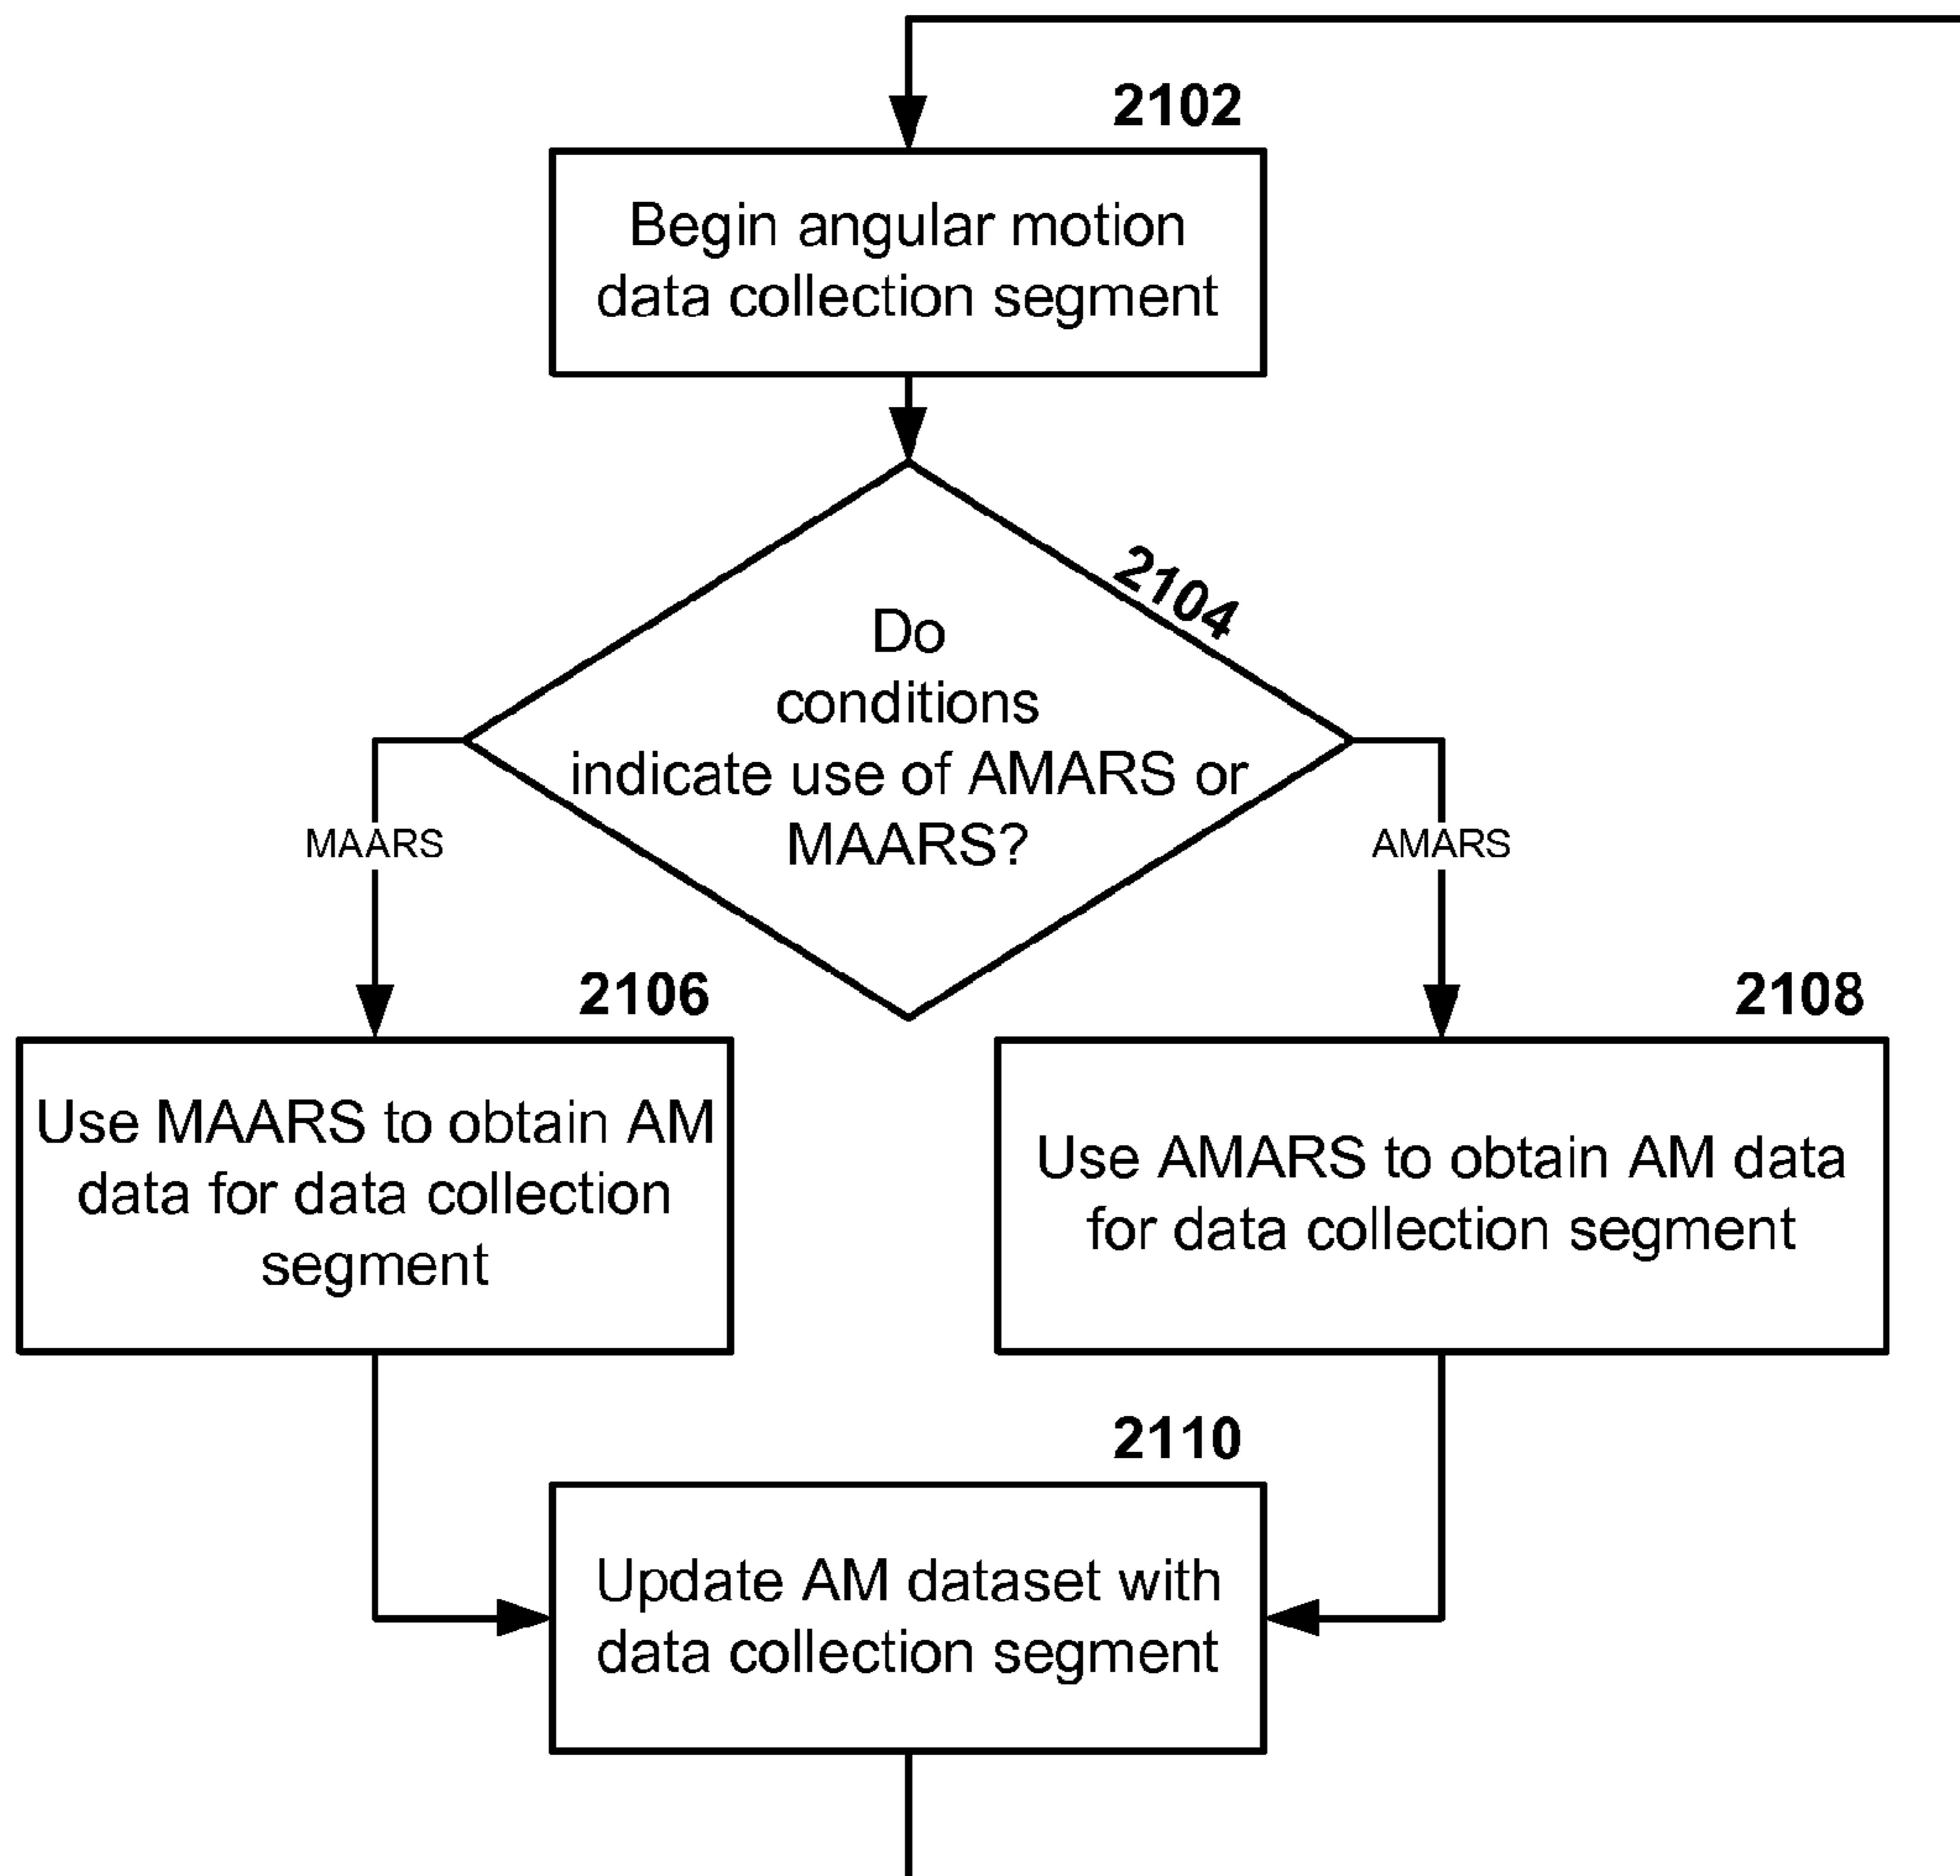 2102
Begin angular motion
data collection segment
2104
Do
conditions
indicate use of AMARS or
MAARS?
MAARS
AMARS
2106
Use MAARS to obtain AM
data for data collection
segment
2108
Use AMARS to obtain AM data
for data collection segment
2110
Update AM dataset with
data collection segment